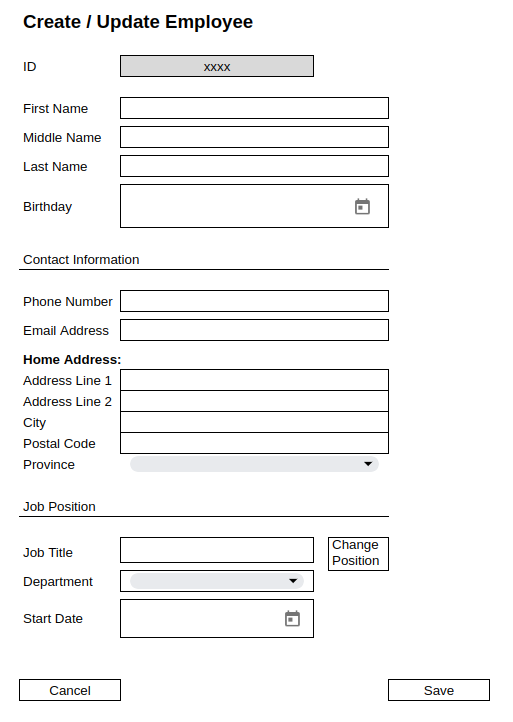 Create / Update Employee
ID xxxx
First Name
Middle Name
Last Name
Birthday
Contact Information
Phone Number
Email Address
Home Address:
Address Line 1
Address Line 2
City
Postal Code
Province
Job Position
Job Title
Change
Position
Department
Start Date
Cancel Save